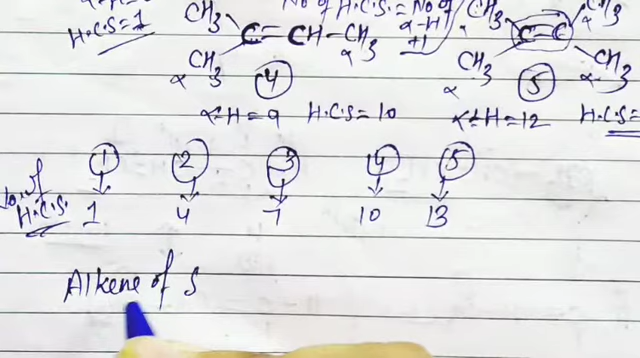 H.C.S=1
CH3 No of H.C.S.=No of α-H +1
C=CH-CH3
CH3 α
α
4
α-H=9 H.C.S=10
CH3 CH3
C=C
CH3 CH3
α α
5
α-H=12 H.C.S=
1 2 3 4 5
No. of H.C.S. 1 4 7 10 13
Alkene of S